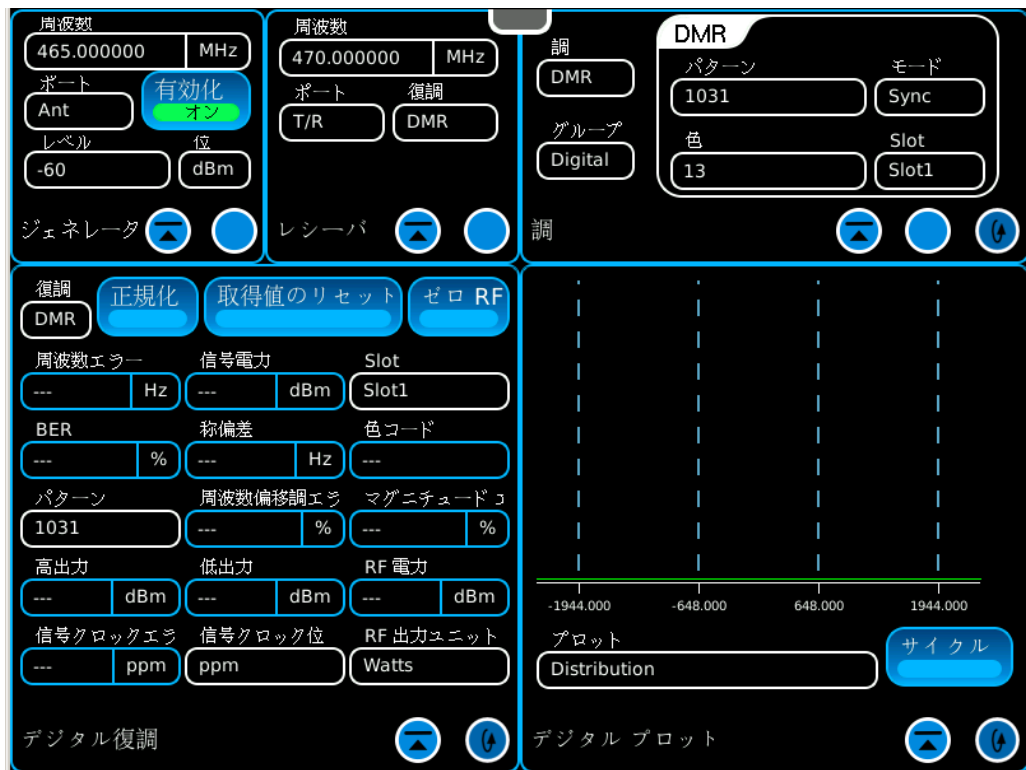 周波数
465.000000 MHz
ポート
Ant
有効化
オン
レベル 位
-60 dBm
ジェネレータ
周波数
470.000000 MHz
ポート 復調
T/R DMR
レシーバ
調
DMR
グループ
Digital
DMR
パターン モード
1031 Sync
色 Slot
13 Slot1
調
復調
DMR
正規化
取得値のリセット
ゼロ RF
周波数エラー 信号電力 Slot
--- Hz --- dBm Slot1
BER 称偏差 色コード
--- % --- Hz ---
パターン 周波数偏移調エラ マグニチュード コ
1031 --- % --- %
高出力 低出力 RF 電力
--- dBm --- dBm --- dBm
信号クロックエラ 信号クロック位 RF 出力ユニット
--- ppm ppm Watts
デジタル復調
-1944.000 -648.000 648.000 1944.000
プロット
Distribution
サイクル
デジタル プロット